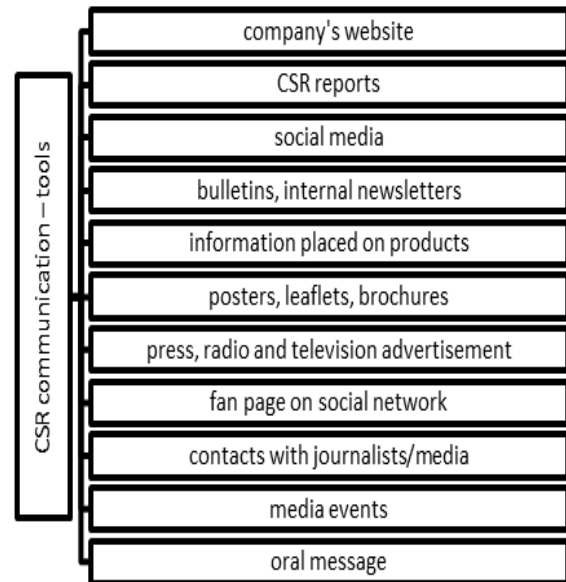 CSR communication – tools
company's website
CSR reports
social media
bulletins, internal newsletters
information placed on products
posters, leaflets, brochures
press, radio and television advertisement
fan page on social network
contacts with journalists/media
media events
oral message